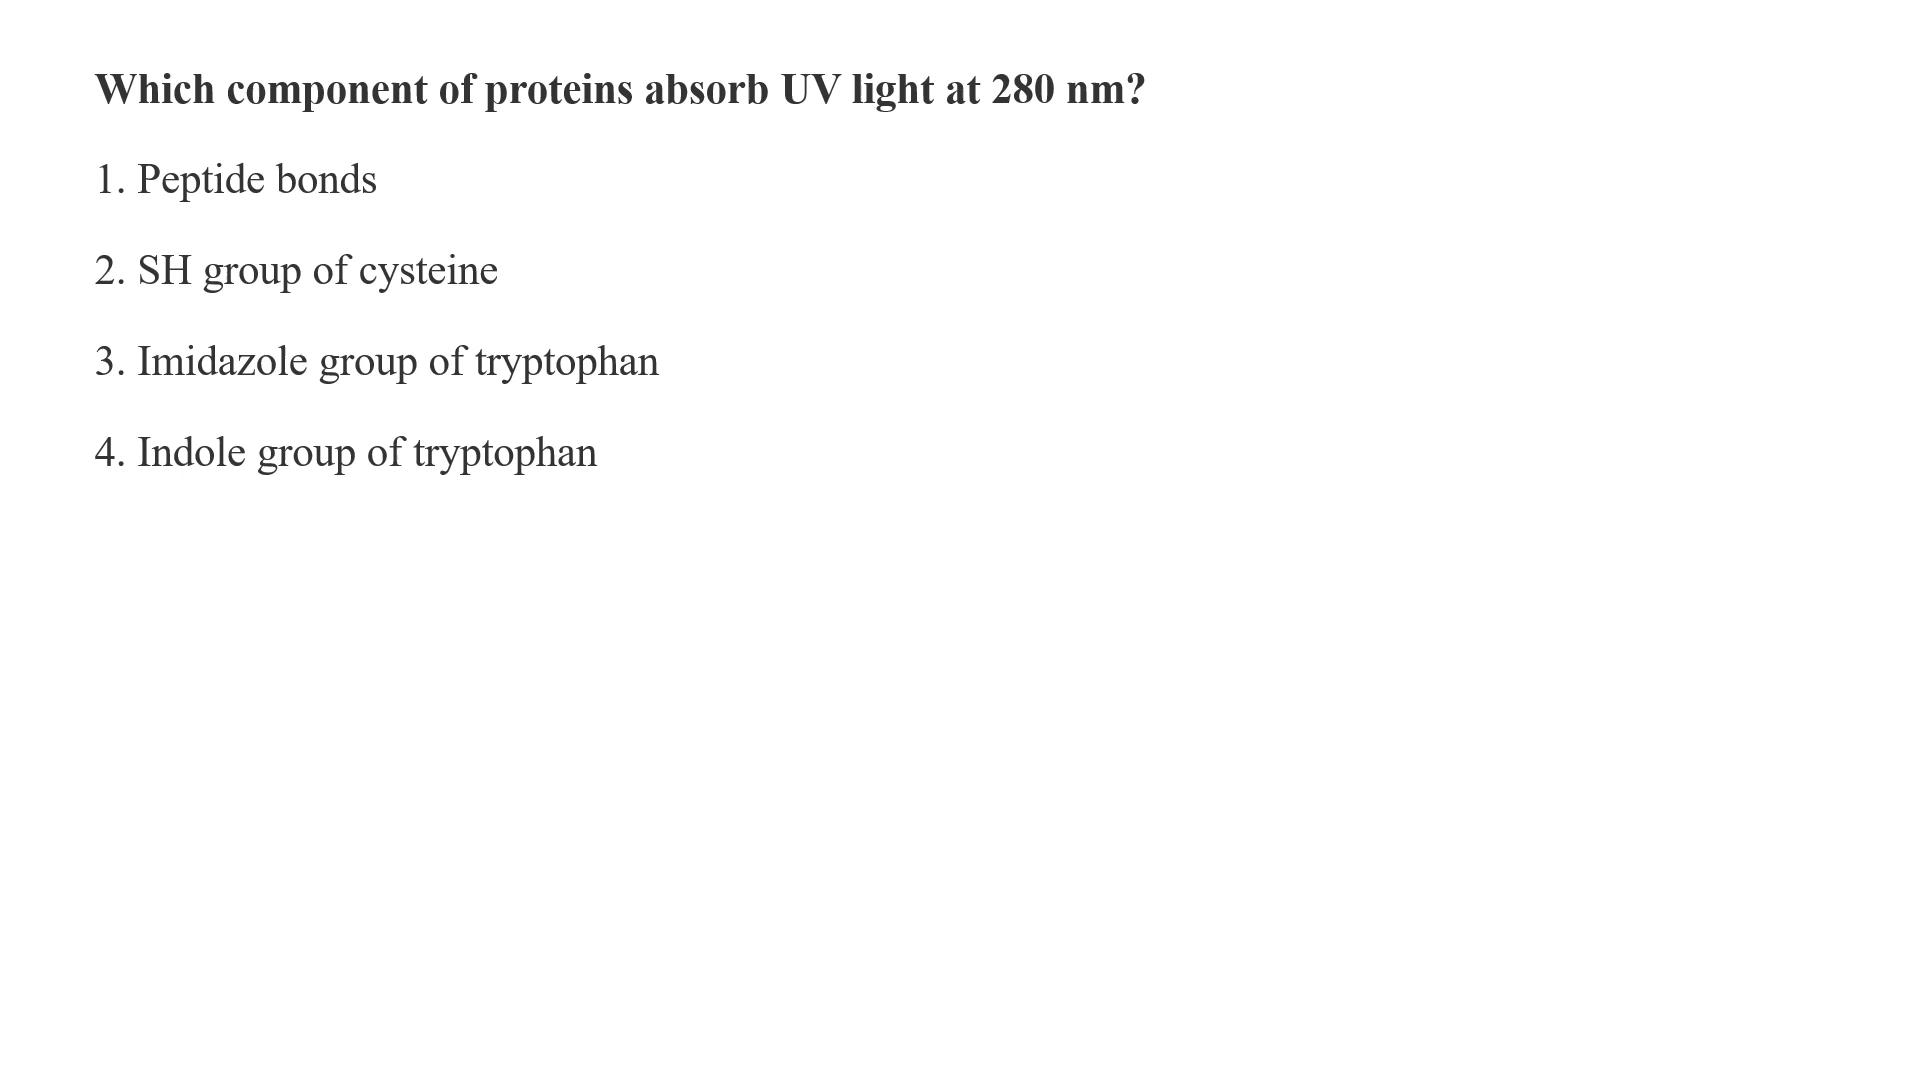 Which component of proteins absorb UV light at 280 nm?
1. Peptide bonds
2. SH group of cysteine
3. Imidazole group of tryptophan
4. Indole group of tryptophan